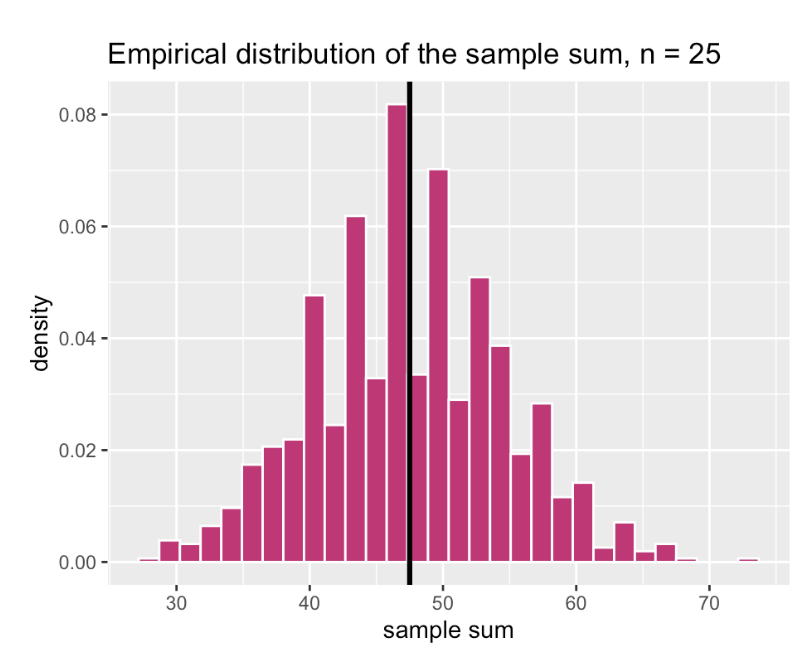 Empirical distribution of the sample sum, n = 25
density
0.08
0.06
0.04
0.02
0.00
30 40 50 60 70
sample sum